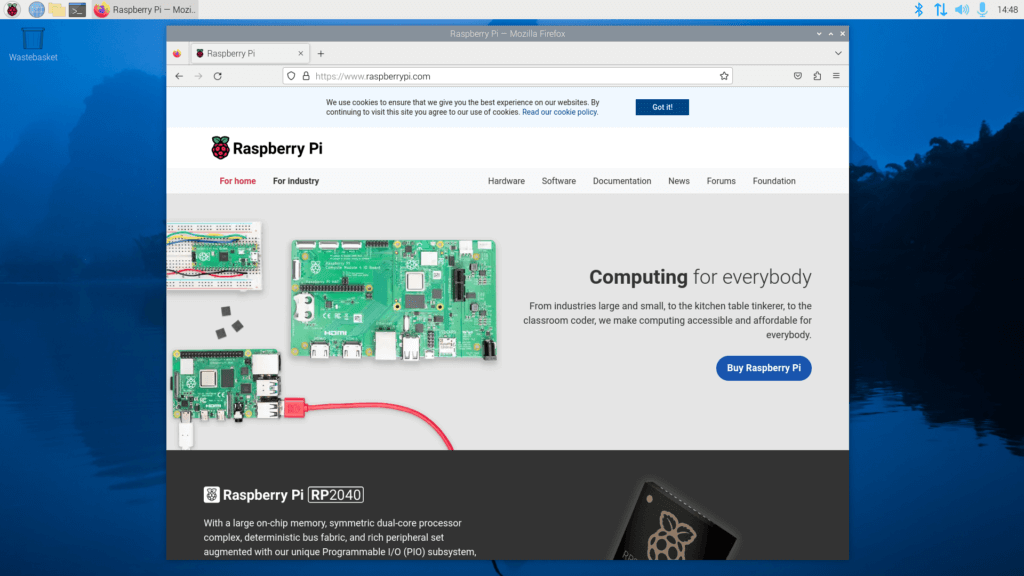 Raspberry Pi — Mozi..
14:48
Wastebasket
Raspberry Pi — Mozilla Firefox
Raspberry Pi
https://www.raspberrypi.com
We use cookies to ensure that we give you the best experience on our websites. By
continuing to visit this site you agree to our use of cookies. Read our cookie policy.
Got it!
Raspberry Pi
For home For industry Hardware Software Documentation News Forums Foundation
HDMI
HDMI
Computing for everybody
From industries large and small, to the kitchen table tinkerer, to the
classroom coder, we make computing accessible and affordable for
everybody.
Buy Raspberry Pi
Raspberry Pi RP2040
With a large on-chip memory, symmetric dual-core processor
complex, deterministic bus fabric, and rich peripheral set
augmented with our unique Programmable I/O (PIO) subsystem,